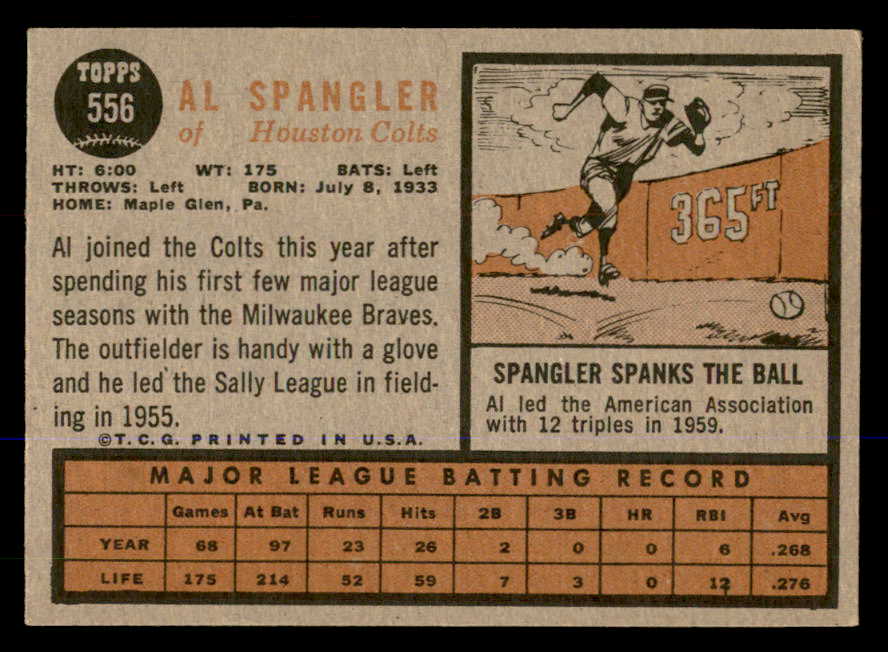 TOPPS
556
AL SPANGLER
of Houston Colts
HT: 6:00 WT: 175 BATS: Left
THROWS: Left BORN: July 8, 1933
HOME: Maple Glen, Pa.
Al joined the Colts this year after
spending his first few major league
seasons with the Milwaukee Braves.
The outfielder is handy with a glove
and he led the Sally League in field-
ing in 1955.
©T.C.G. PRINTED IN U.S.A.
365 FT
SPANGLER SPANKS THE BALL
Al led the American Association
with 12 triples in 1959.
MAJOR LEAGUE BATTING RECORD
Games At Bat Runs Hits 2B 3B HR RBI Avg
YEAR 68 97 23 26 2 0 0 6 .268
LIFE 175 214 52 59 7 3 0 12 .276